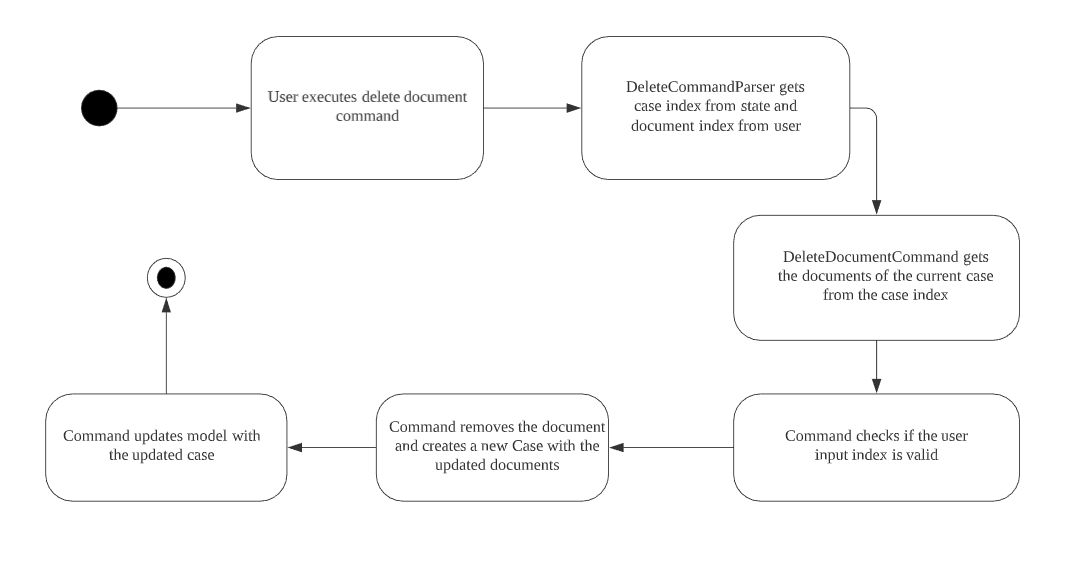 User executes delete document
command
DeleteCommandParser gets
case index from state and
document index from user
DeleteDocumentCommand gets
the documents of the current case
from the case index
Command checks if the user
input index is valid
Command removes the document
and creates a new Case with the
updated documents
Command updates model with
the updated case